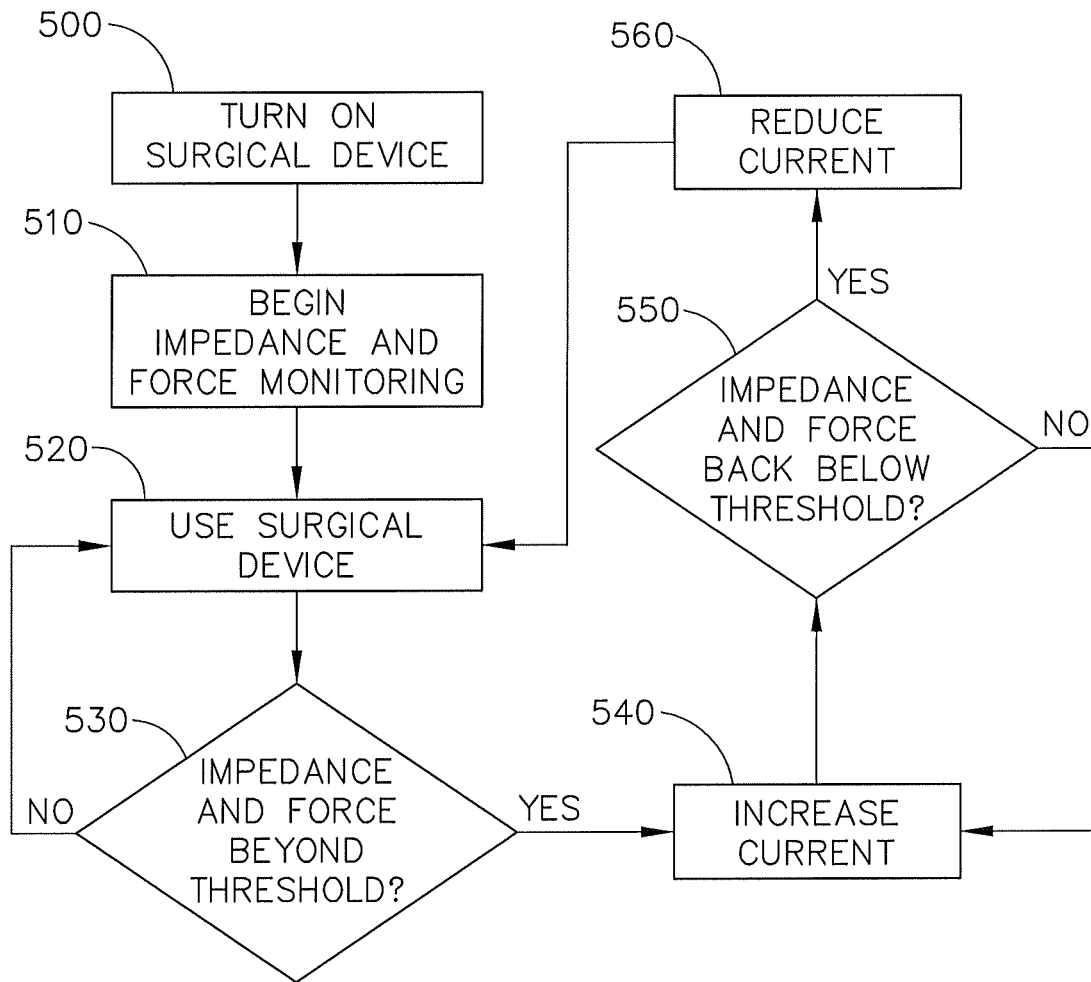 500
TURN ON
SURGICAL DEVICE
510
BEGIN
IMPEDANCE AND
FORCE MONITORING
520
USE SURGICAL
DEVICE
530
IMPEDANCE
AND FORCE
BEYOND
THRESHOLD?
NO
YES
540
INCREASE
CURRENT
550
IMPEDANCE
AND FORCE
BACK BELOW
THRESHOLD?
NO
YES
560
REDUCE
CURRENT